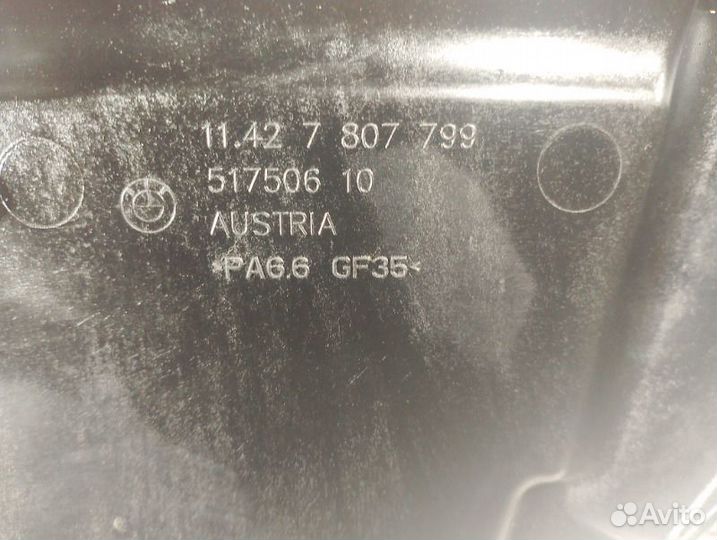 11.42 7 807 799
517506 10
AUSTRIA
>PA6.6 GF35<
Avito